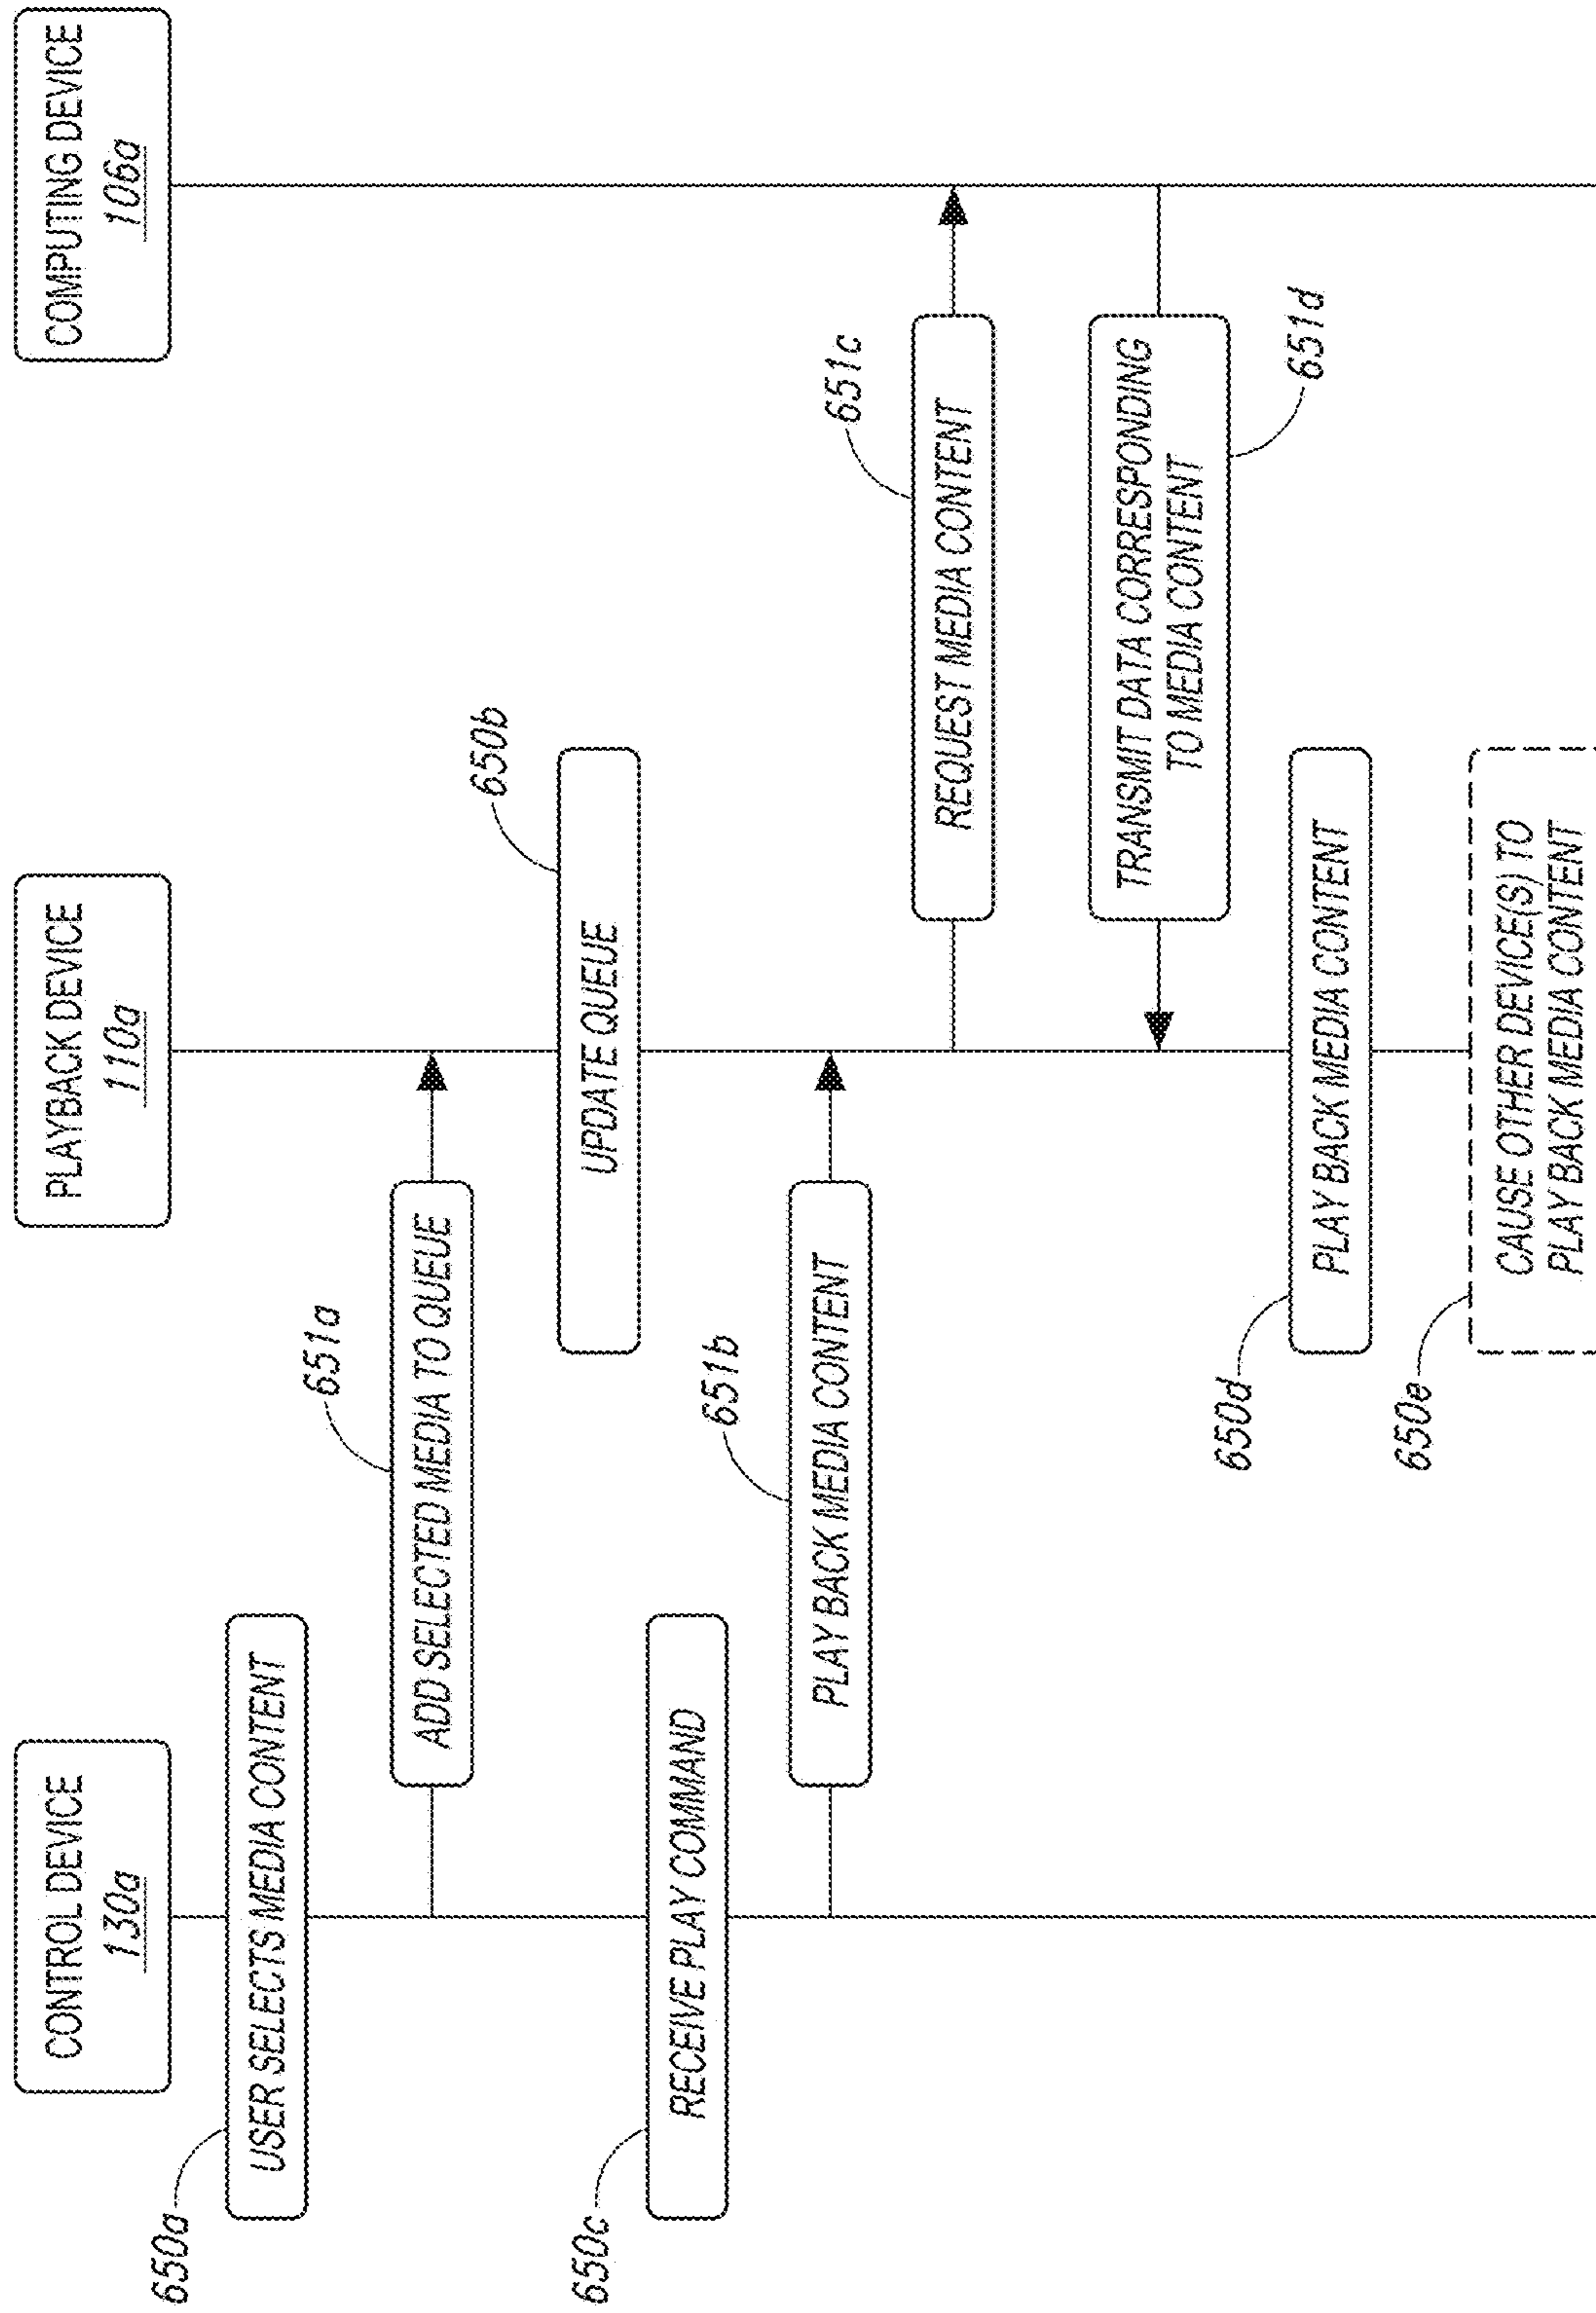 CONTROL DEVICE
130a
PLAYBACK DEVICE
110a
COMPUTING DEVICE
106a
650a
USER SELECTS MEDIA CONTENT
651a
ADD SELECTED MEDIA TO QUEUE
650b
UPDATE QUEUE
650c
RECEIVE PLAY COMMAND
651b
PLAY BACK MEDIA CONTENT
651c
REQUEST MEDIA CONTENT
TRANSMIT DATA CORRESPONDING
TO MEDIA CONTENT
651d
650d
PLAY BACK MEDIA CONTENT
650e
CAUSE OTHER DEVICE(S) TO
PLAY BACK MEDIA CONTENT